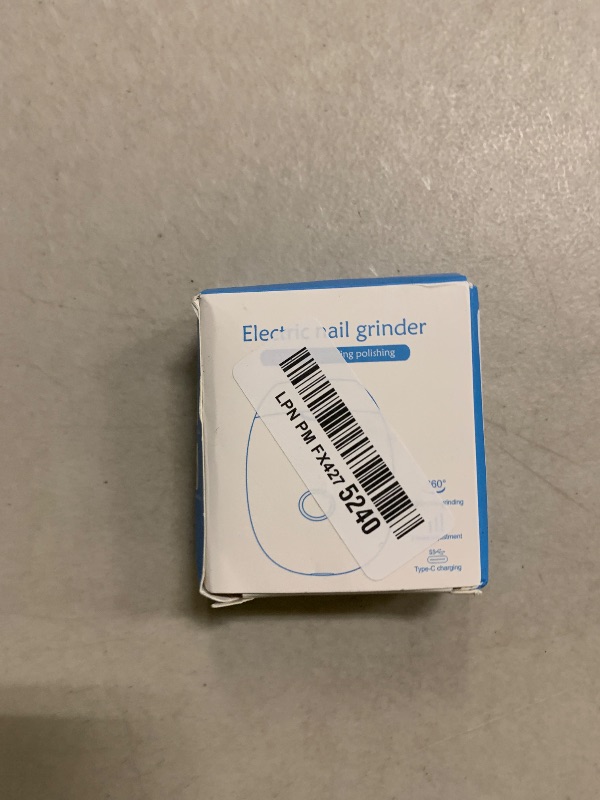 Electric nail grinder
polishing
LPN PM FX427 5240
360°
Type-C charging